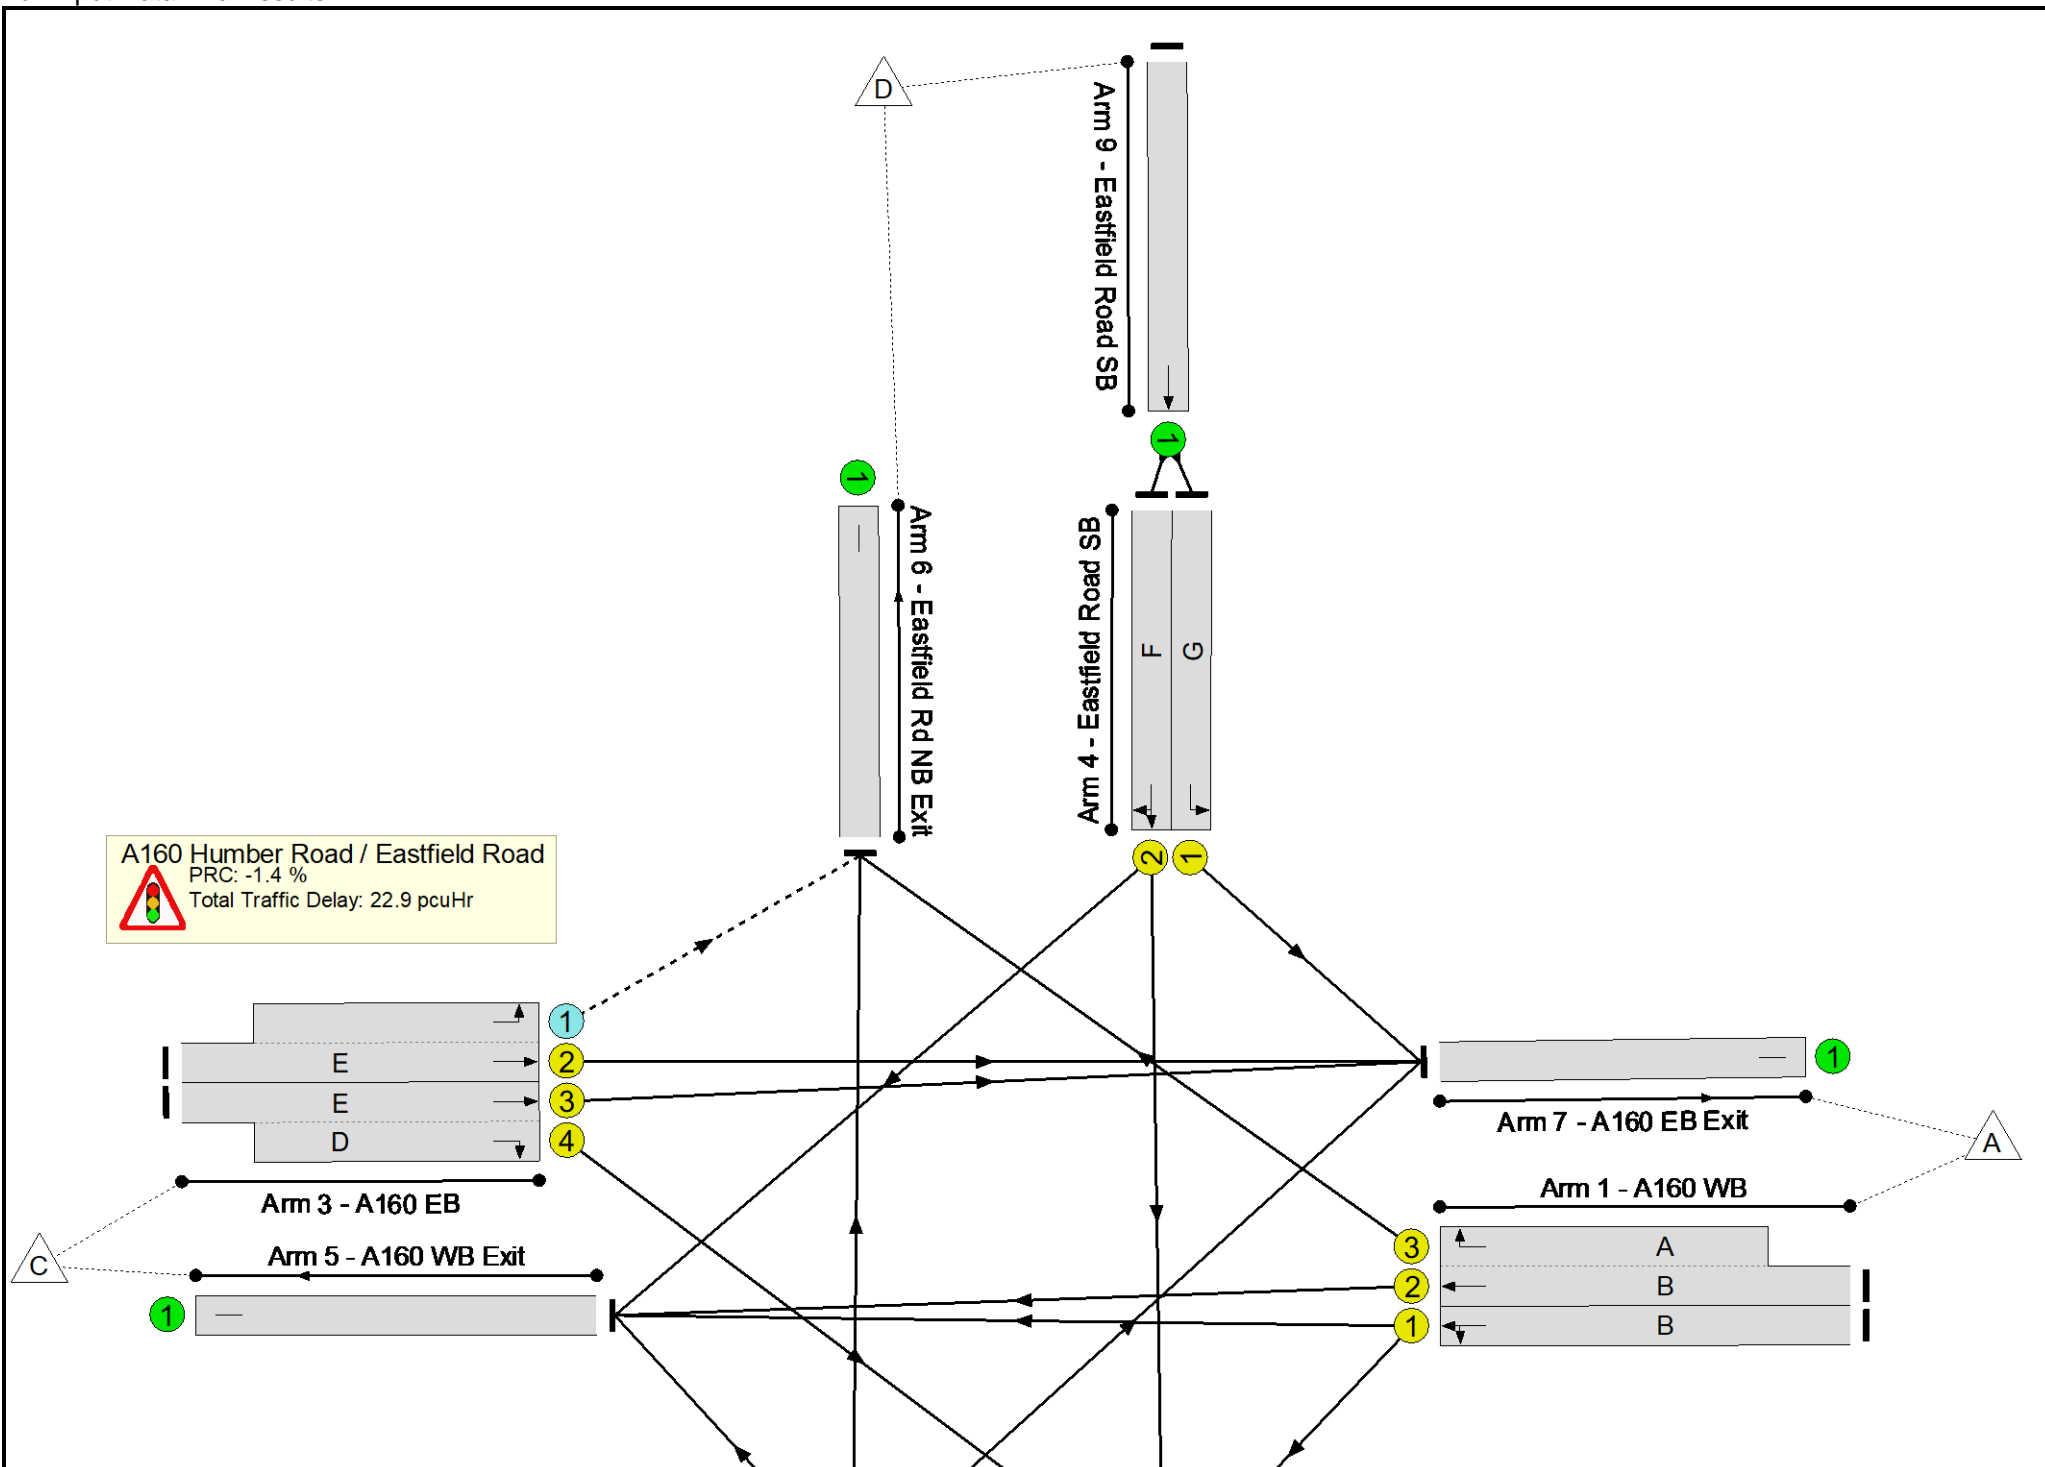 D
Arm 9 - Eastfield Road SB
1
1
Arm 6 - Eastfield Rd NB Exit
Arm 4 - Eastfield Road SB
F
G
2
1
A160 Humber Road / Eastfield Road
PRC: -1.4 %
Total Traffic Delay: 22.9 pcuHr
1
E
2
E
3
D
4
Arm 3 - A160 EB
1
Arm 7 - A160 EB Exit
A
Arm 1 - A160 WB
C
Arm 5 - A160 WB Exit
1
3
A
2
B
1
B